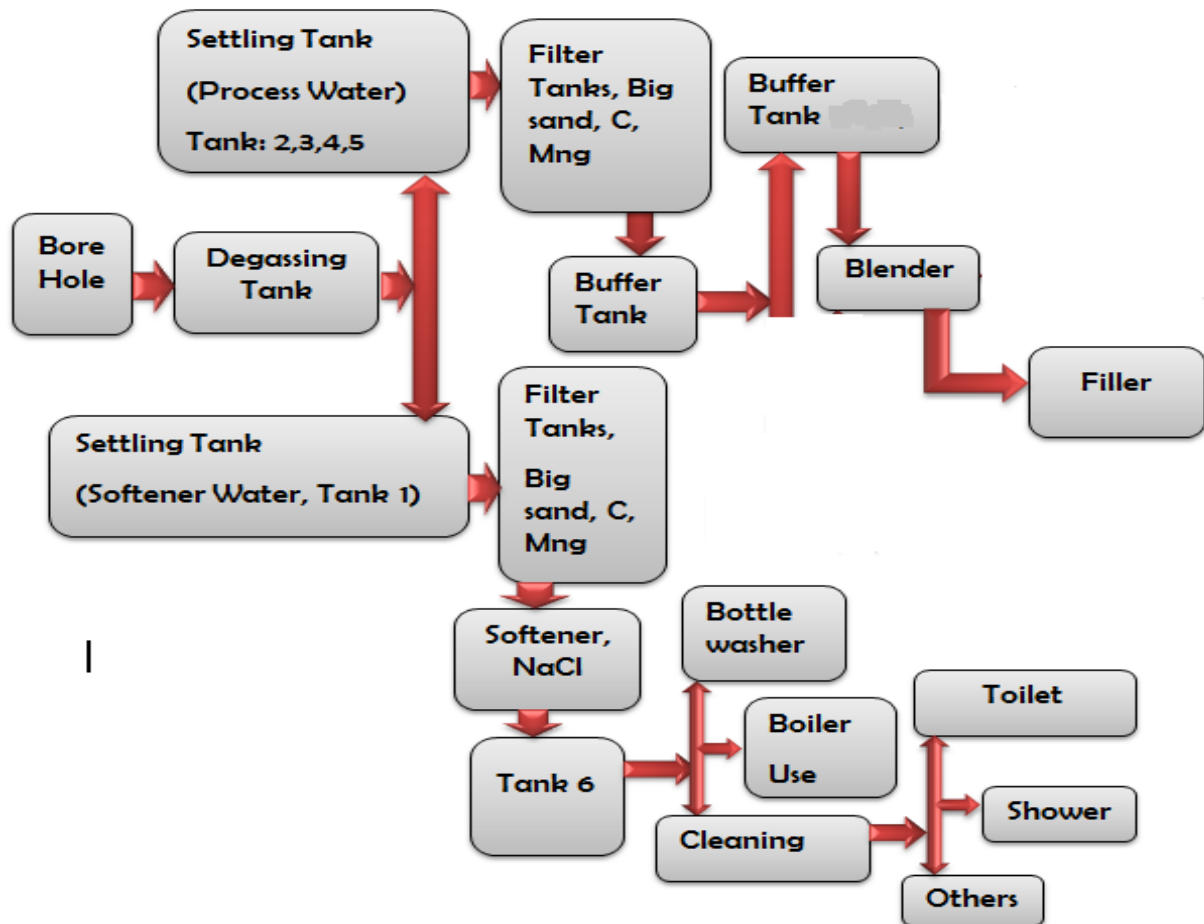 Settling Tank
(Process Water)
Tank: 2,3,4,5
Filter
Tanks, Big
sand, C,
Mng
Buffer
Tank
Bore
Hole
Degassing
Tank
Buffer
Tank
Blender
Filler
Settling Tank
(Softener Water, Tank 1)
Filter
Tanks,
Big
sand, C,
Mng
Softener,
NaCl
Tank 6
Bottle
washer
Boiler
Use
Cleaning
Toilet
Shower
Others